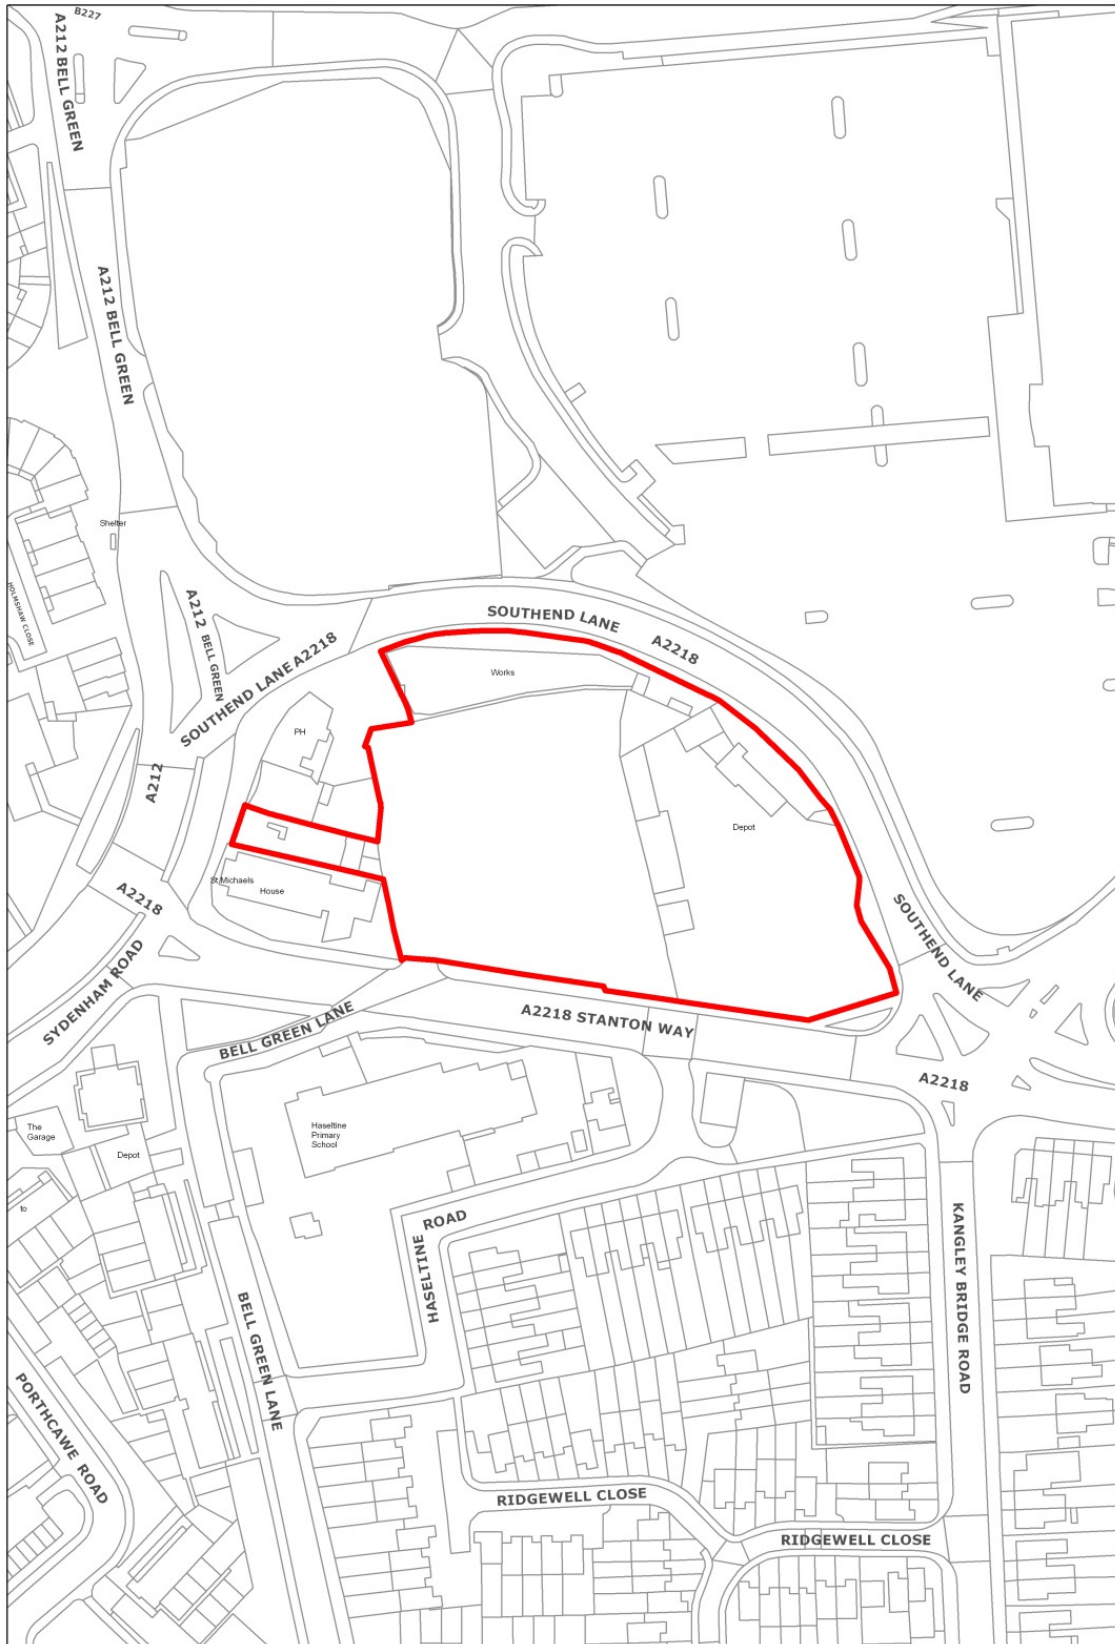 B227
A212 BELL GREEN
A212 BELL GREEN
Shelter
HOLMSHAW CLOSE
A212 BELL GREEN
SOUTHEND LANE A2218
SOUTHEND LANE
A2218
Works
PH
A212
Depot
St Michaels
House
A2218
SOUTHEND LANE
SYDENHAM ROAD
BELL GREEN LANE
A2218 STANTON WAY
A2218
The
Garage
Depot
Haseltine
Primary
School
to
HASELTINE
ROAD
KANGLEY BRIDGE ROAD
BELL GREEN LANE
PORTHCAWE ROAD
RIDGEWELL CLOSE
RIDGEWELL CLOSE